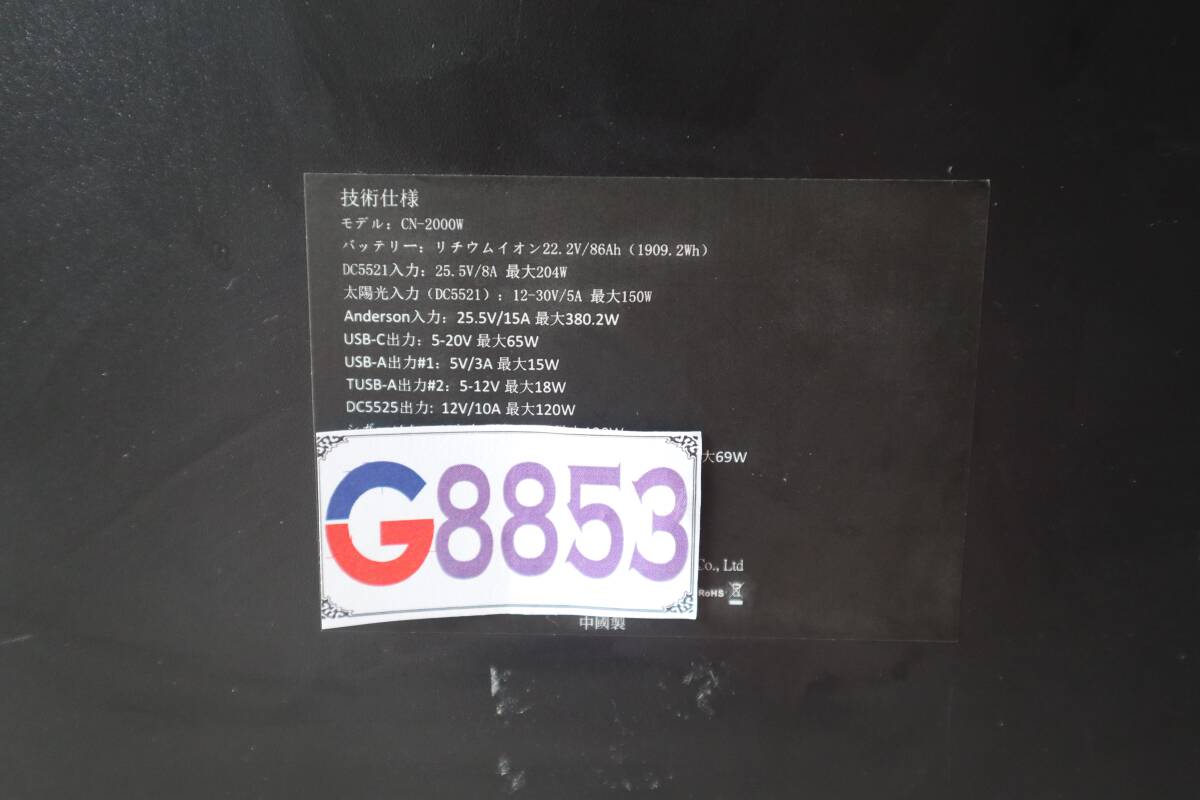 技術仕様
モデル: CN-2000W
バッテリー: リチウムイオン22.2V/86Ah（1909.2Wh）
DC5521入力: 25.5V/8A 最大204W
太陽光入力（DC5521）: 12-30V/5A 最大150W
Anderson入力: 25.5V/15A 最大380.2W
USB-C出力: 5-20V 最大65W
USB-A出力#1: 5V/3A 最大15W
TUSB-A出力#2: 5-12V 最大18W
DC5525出力: 12V/10A 最大120W
大69W
G8853
Co., Ltd
RoHS
中國製